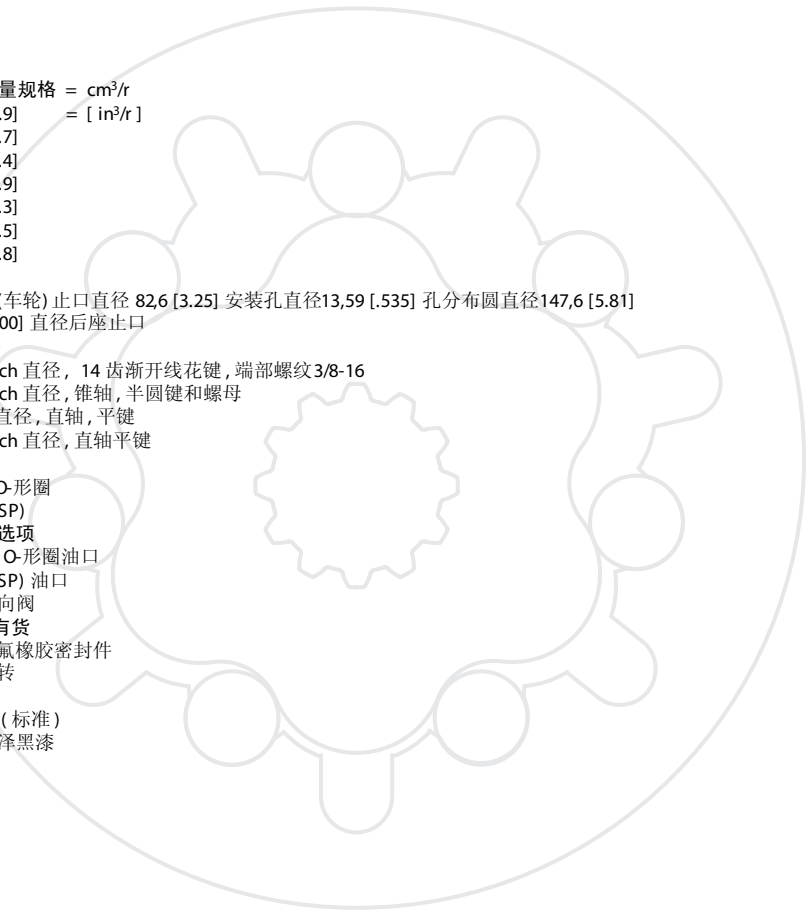 量规格 = cm³/r
.9] = [ in³/r ]
.7]
.4]
.9]
.3]
.5]
.8]
(车轮) 止口直径 82,6 [3.25] 安装孔直径13,59 [.535] 孔分布圆直径147,6 [5.81]
00] 直径后座止口
ch 直径, 14 齿渐开线花键, 端部螺纹3/8-16
ch 直径, 锥轴, 半圆键和螺母
直径, 直轴, 平键
ch 直径, 直轴平键
O-形圈
SP)
选项
O-形圈油口
SP) 油口
向阀
有货
氟橡胶密封件
转
(标准)
泽黑漆